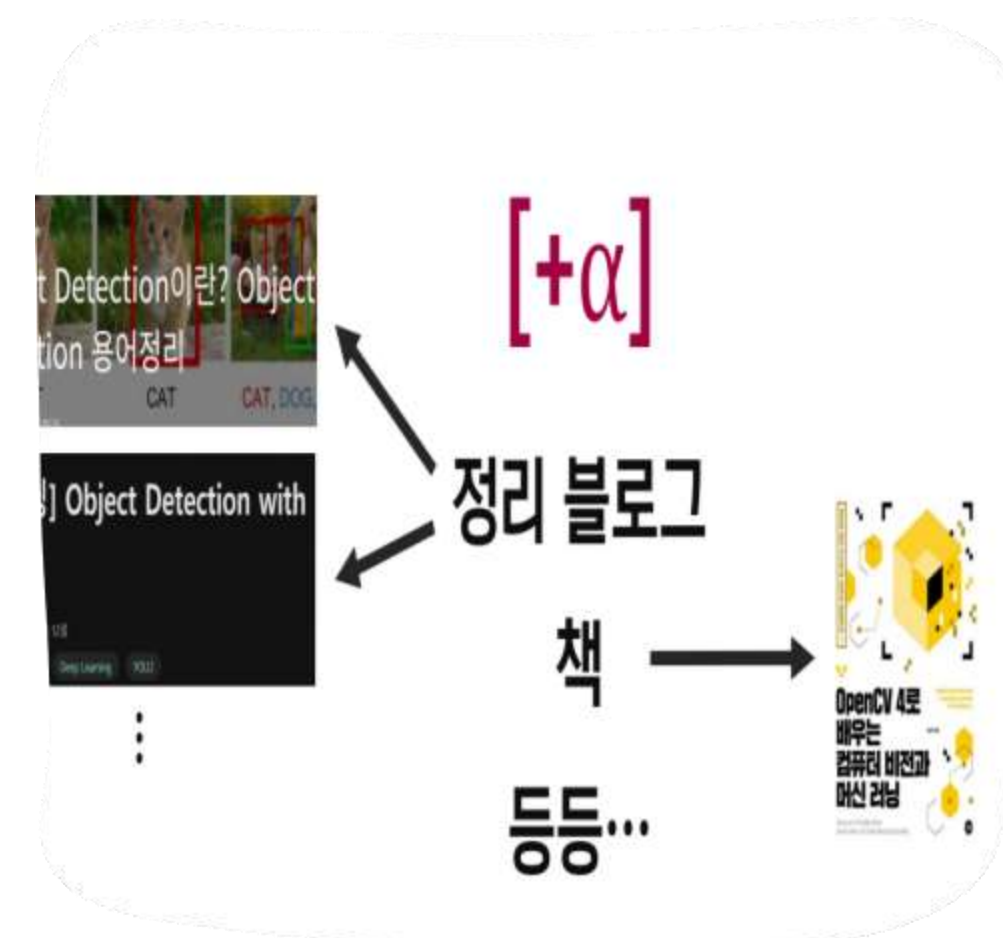 [+α]
t Detection이란? Object
tion 용어정리
CAT
CAT, DOG,
] Object Detection with
Deep Learning
YOLO
정리 블로그
책
등등...
OpenCV 4로
배우는
컴퓨터 비전과
머신 러닝